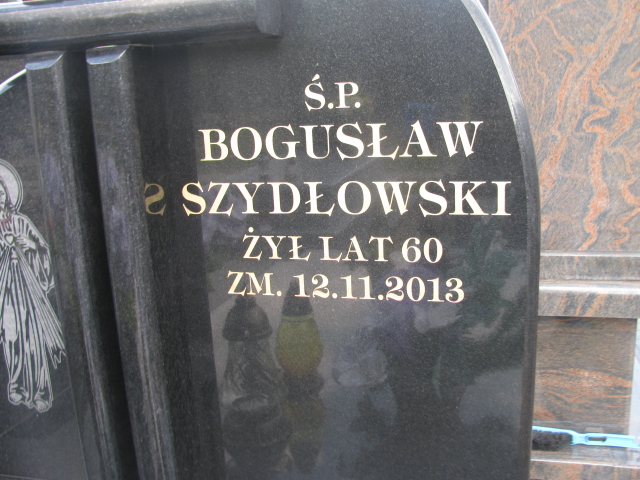 Ś.P.
BOGUSŁAW
SZYDŁOWSKI
ŻYŁ LAT 60
ZM. 12.11.2013